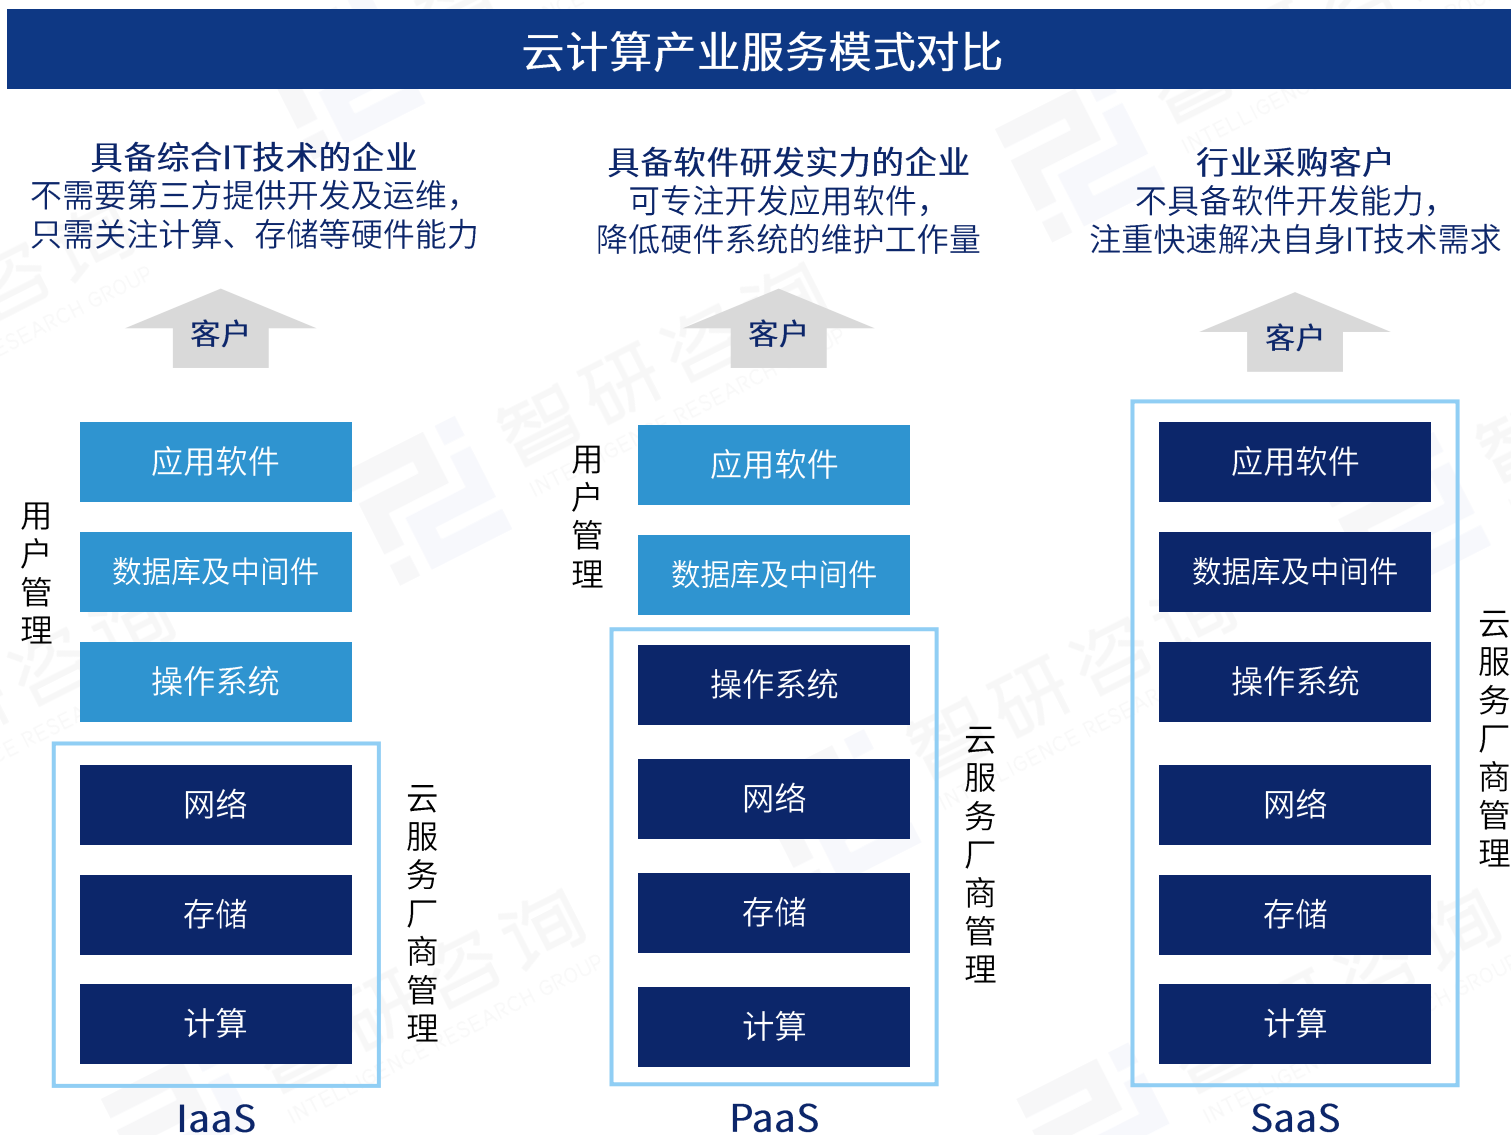 云计算产业服务模式对比
具备综合IT技术的企业
不需要第三方提供开发及运维，
只需关注计算、存储等硬件能力
客户
用户管理
应用软件
数据库及中间件
操作系统
网络
存储
计算
云服务厂商管理
IaaS
具备软件研发实力的企业
可专注开发应用软件，
降低硬件系统的维护工作量
客户
用户管理
应用软件
数据库及中间件
操作系统
网络
存储
计算
云服务厂商管理
PaaS
行业采购客户
不具备软件开发能力，
注重快速解决自身IT技术需求
客户
应用软件
数据库及中间件
操作系统
网络
存储
计算
云服务厂商管理
SaaS
智研咨询
INTELLIGENCE RESEARCH GROUP